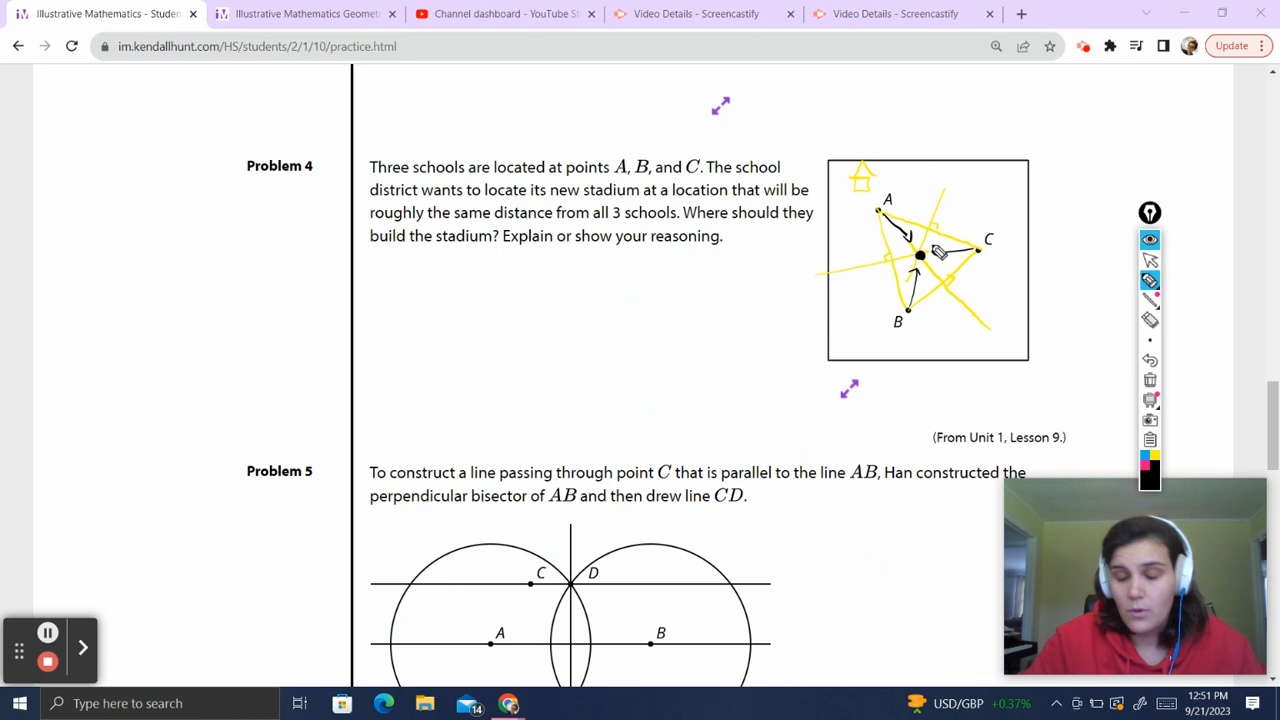 Illustrative Mathematics - Studen
Illustrative Mathematics Geomet
Channel dashboard - YouTube St
Video Details - Screencastify
Video Details - Screencastify
im.kendallhunt.com/HS/students/2/1/10/practice.html
Update
Problem 4
Three schools are located at points A, B, and C. The school
district wants to locate its new stadium at a location that will be
roughly the same distance from all 3 schools. Where should they
build the stadium? Explain or show your reasoning.
A
C
B
(From Unit 1, Lesson 9.)
Problem 5
To construct a line passing through point C that is parallel to the line AB, Han constructed the
perpendicular bisector of AB and then drew line CD.
C
D
A
B
Type here to search
14
USD/GBP +0.37%
12:51 PM
9/21/2023